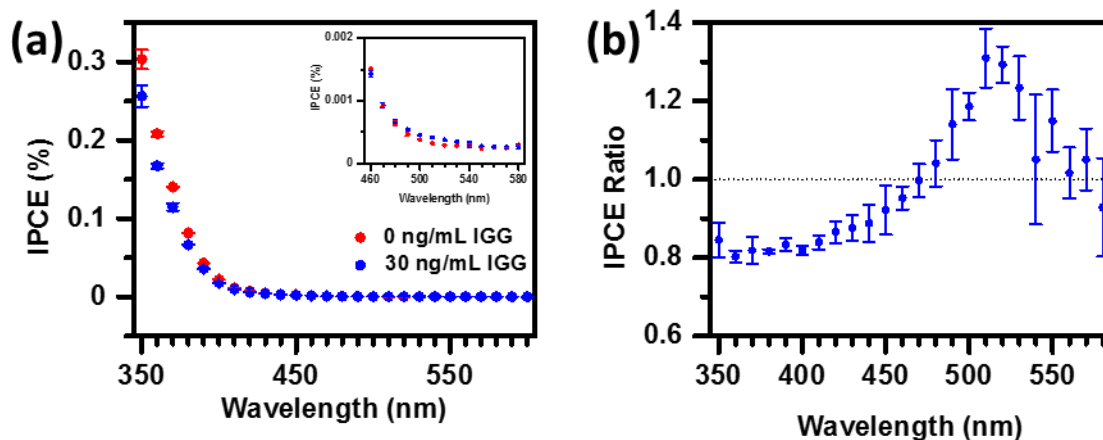 (a)
0.3
0.2
0.1
0
IPCE (%)
350
450
550
Wavelength (nm)
0.002
0.001
0
IPCE (%)
460
500
540
580
Wavelength (nm)
0 ng/mL IGG
30 ng/mL IGG
(b)
1.4
1.2
1.0
0.8
0.6
IPCE Ratio
350
400
450
500
550
Wavelength (nm)